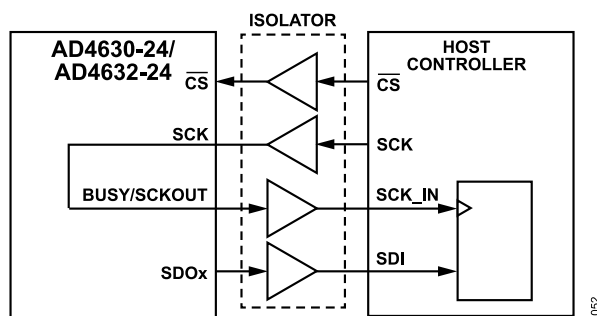 ISOLATOR
AD4630-24/
AD4632-24
HOST
CONTROLLER
CS
CS
SCK
SCK
BUSY/SCKOUT
SCK_IN
SDOx
SDI
052